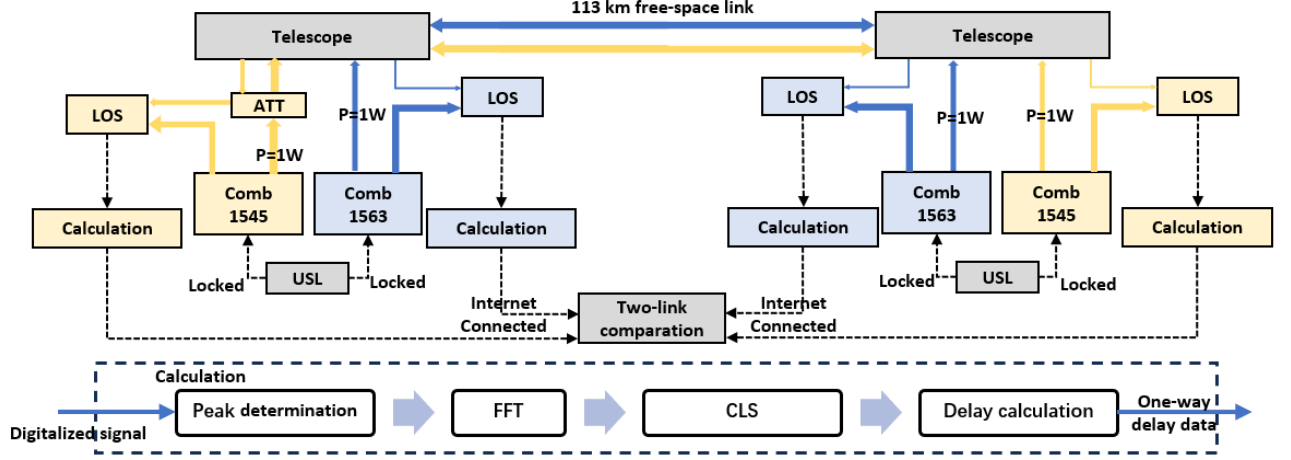 113 km free-space link
Telescope
Telescope
LOS
ATT
P=1W
LOS
LOS
P=1W
P=1W
LOS
P=1W
Comb
1545
Comb
1563
Comb
1563
Comb
1545
Calculation
Calculation
Calculation
Calculation
Locked
USL
Locked
Locked
USL
Locked
Internet
Connected
Two-link
comparation
Internet
Connected
Calculation
Digitalized signal
Peak determination
FFT
CLS
Delay calculation
One-way
delay data